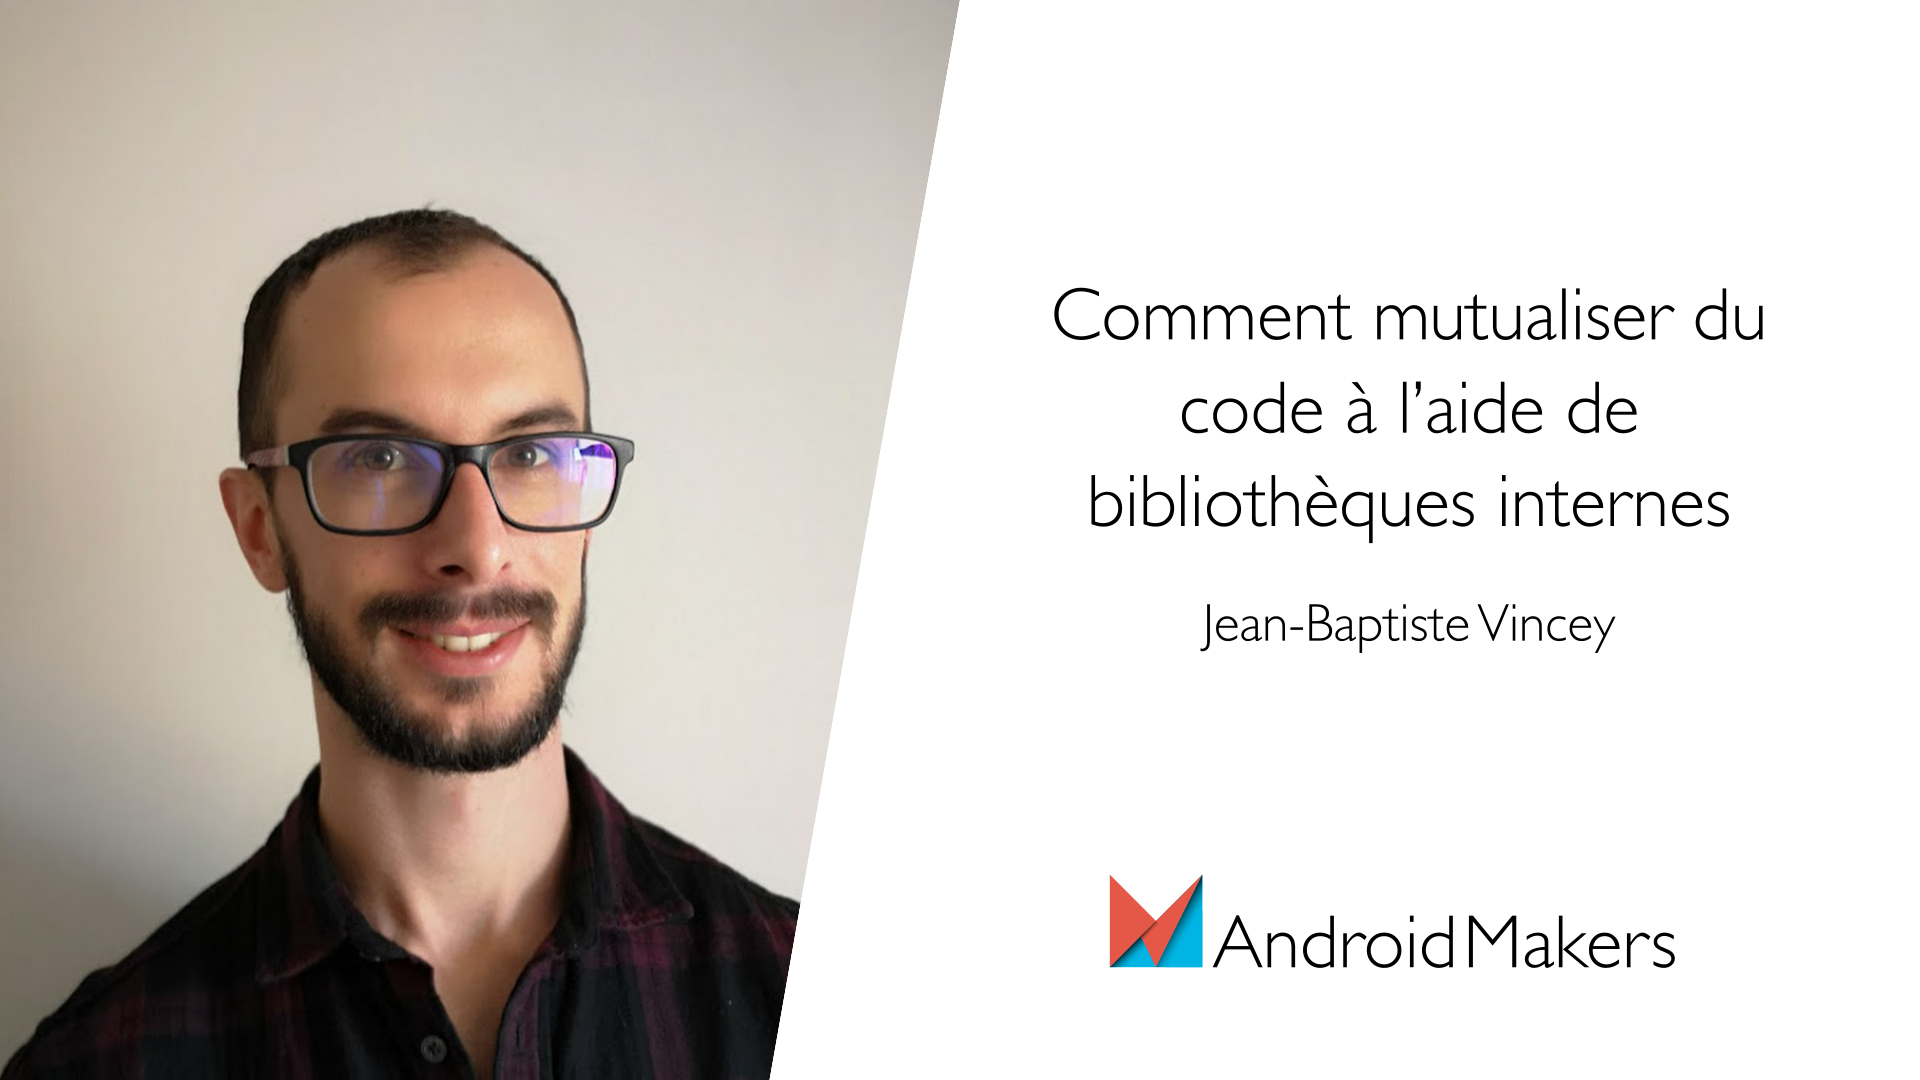 Comment mutualiser du
code à l’aide de
bibliothèques internes
Jean-Baptiste Vincey
AndroidMakers